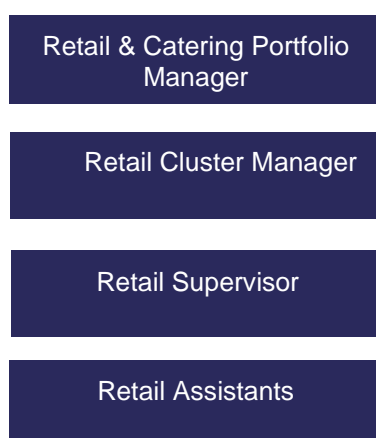 Retail & Catering Portfolio
Manager
Retail Cluster Manager
Retail Supervisor
Retail Assistants